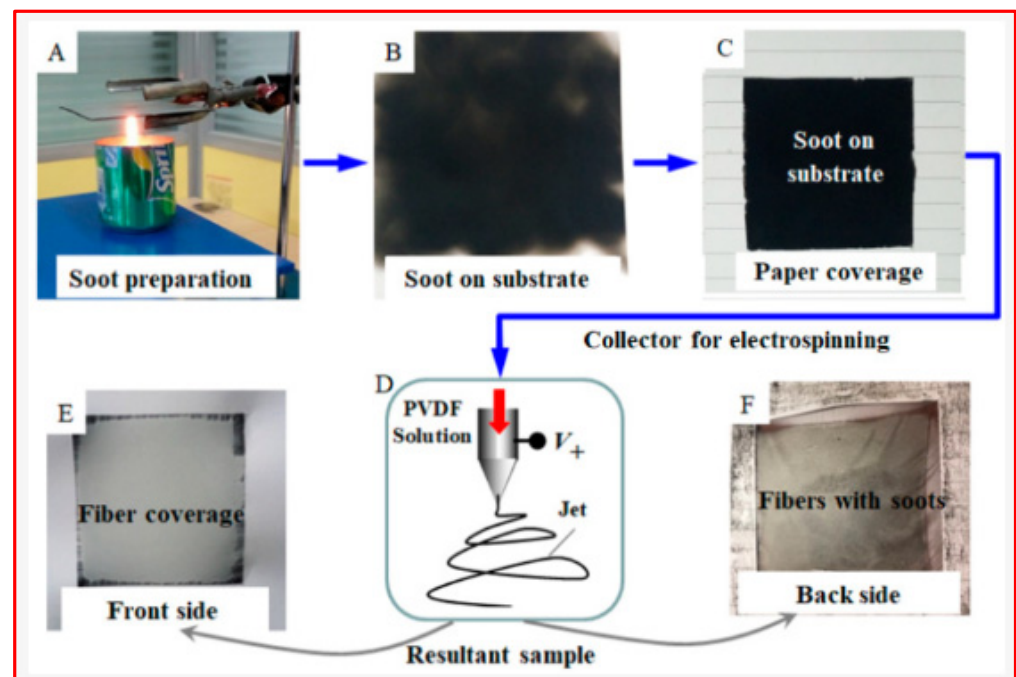 A
Spri
Soot preparation
B
Soot on substrate
C
Soot on
substrate
Paper coverage
Collector for electrospinning
D
PVDF
Solution
V+
Jet
E
Fiber coverage
Front side
F
Fibers with soots
Back side
Resultant sample